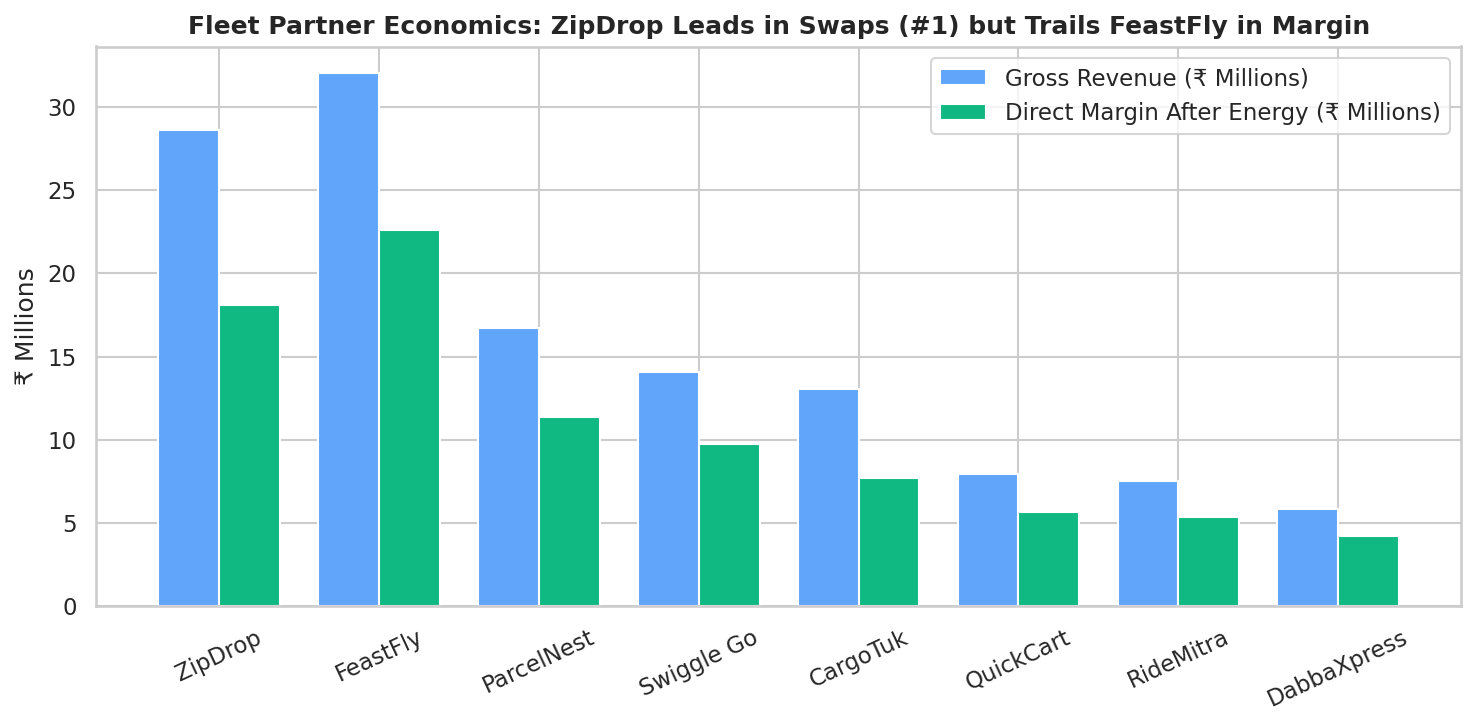 Fleet Partner Economics: ZipDrop Leads in Swaps (#1) but Trails FeastFly in Margin
Gross Revenue (₹ Millions)
Direct Margin After Energy (₹ Millions)
₹ Millions
30
25
20
15
10
5
0
ZipDrop
FeastFly
ParcelNest
Swiggle Go
CargoTuk
QuickCart
RideMitra
DabbaXpress